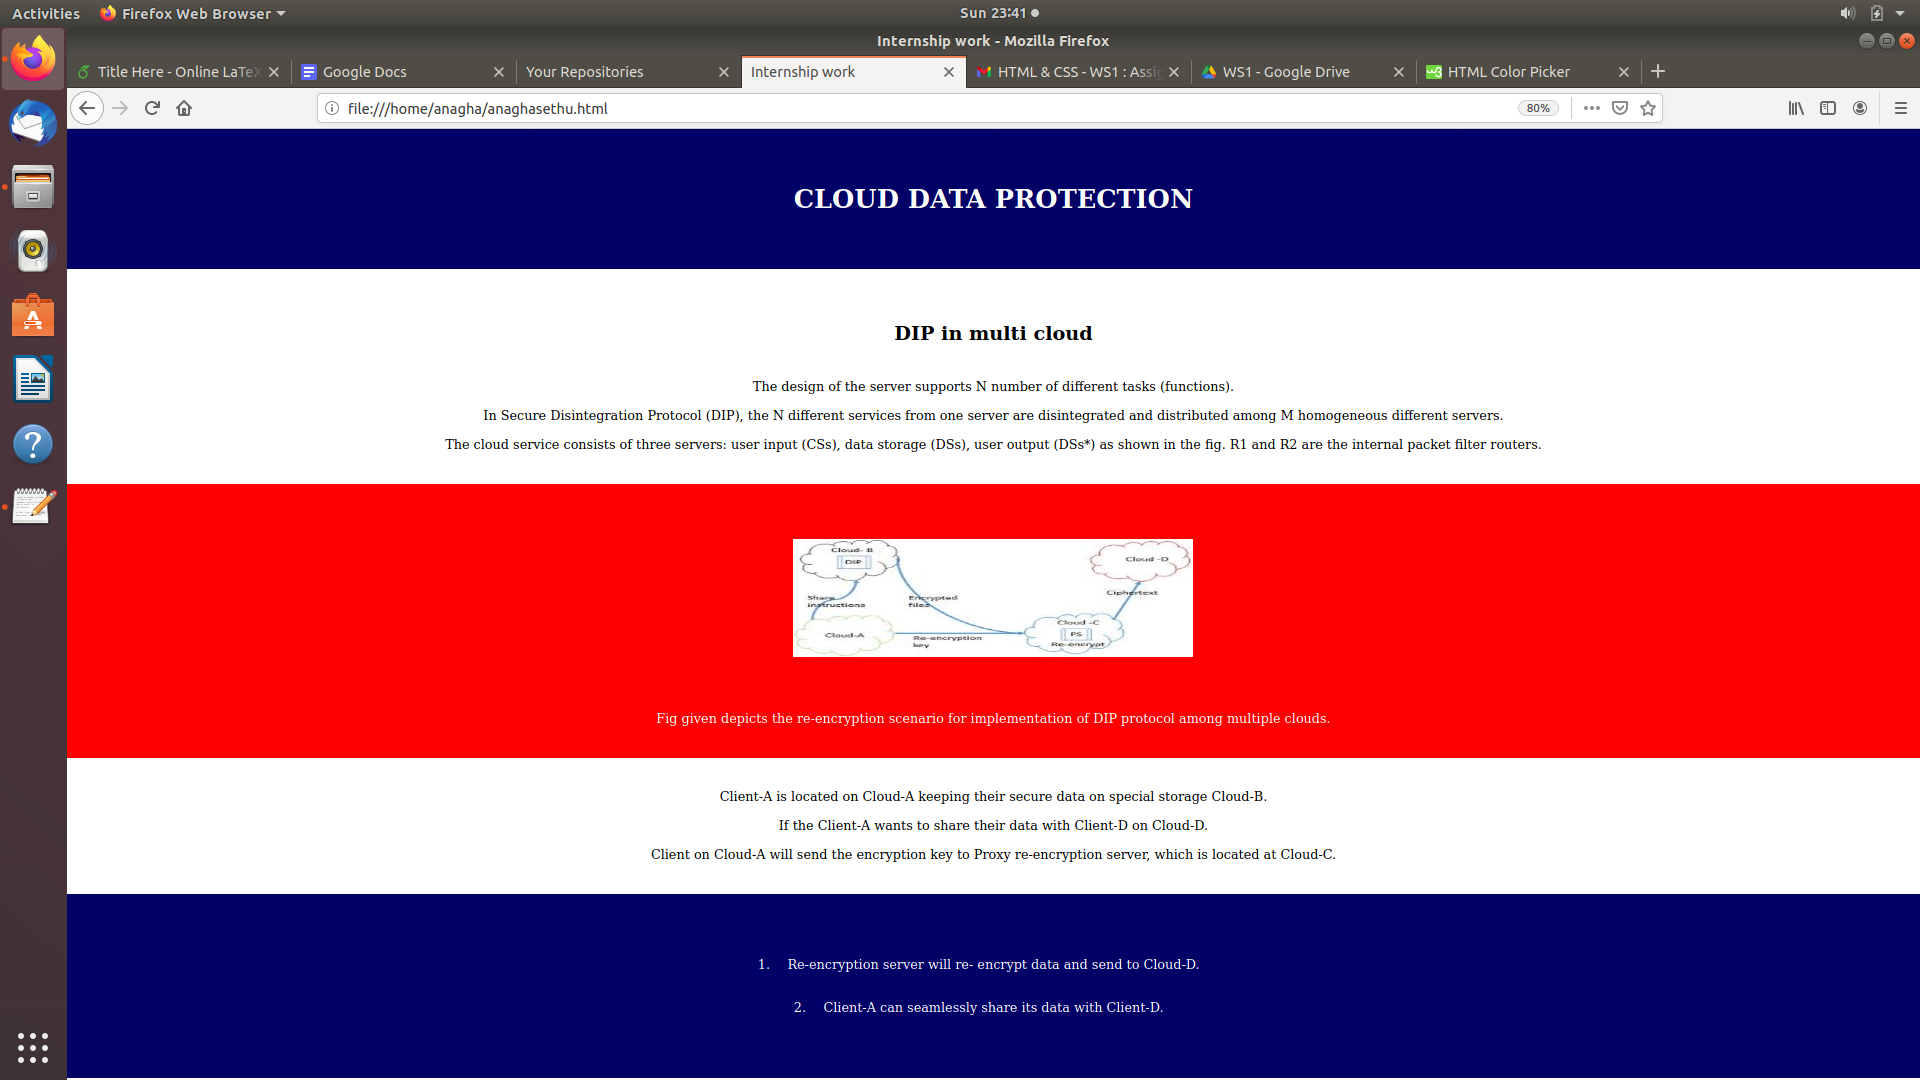 Activities
Firefox Web Browser
Sun 23:41
Internship work - Mozilla Firefox
Title Here - Online LaTeX
Google Docs
Your Repositories
Internship work
HTML & CSS - WS1 : Assig
WS1 - Google Drive
HTML Color Picker
file:///home/anagha/anaghasethu.html
80%
CLOUD DATA PROTECTION
DIP in multi cloud
The design of the server supports N number of different tasks (functions).
In Secure Disintegration Protocol (DIP), the N different services from one server are disintegrated and distributed among M homogeneous different servers.
The cloud service consists of three servers: user input (CSs), data storage (DSs), user output (DSs*) as shown in the fig. R1 and R2 are the internal packet filter routers.
Cloud- B
DIP
Cloud -D
Share
instructions
Encrypted
files
Ciphertext
Cloud-A
Re-encryption
key
Cloud -C
PS
Re-encrypt
Fig given depicts the re-encryption scenario for implementation of DIP protocol among multiple clouds.
Client-A is located on Cloud-A keeping their secure data on special storage Cloud-B.
If the Client-A wants to share their data with Client-D on Cloud-D.
Client on Cloud-A will send the encryption key to Proxy re-encryption server, which is located at Cloud-C.
1. Re-encryption server will re- encrypt data and send to Cloud-D.
2. Client-A can seamlessly share its data with Client-D.